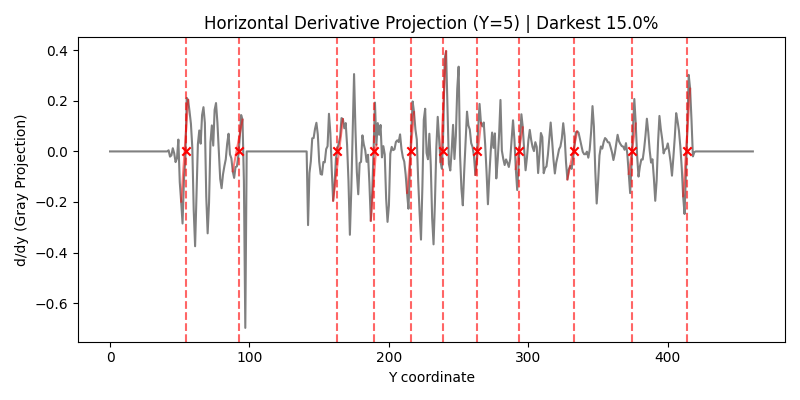 Horizontal Derivative Projection (Y=5) | Darkest 15.0%
0.4
0.2
0.0
−0.2
−0.4
−0.6
d/dy (Gray Projection)
0 100 200 300 400
Y coordinate